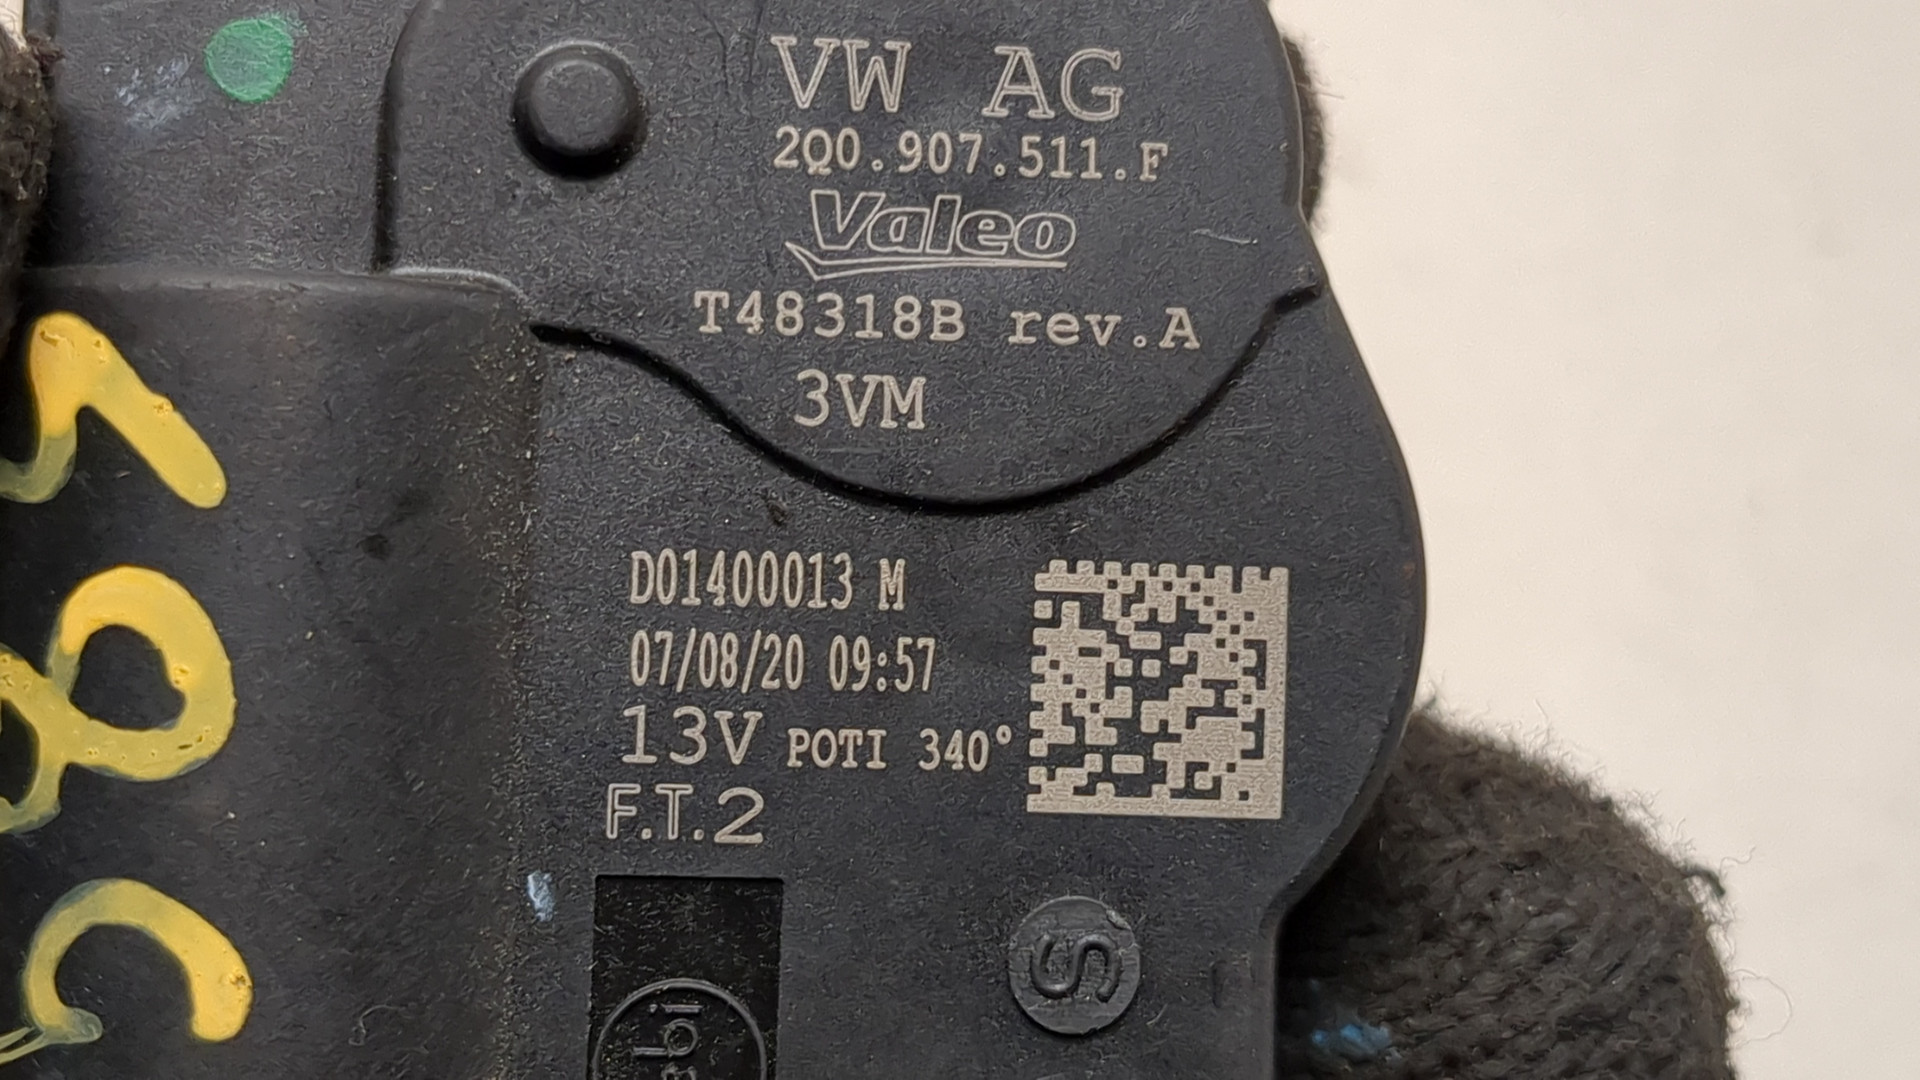 VW AG
2Q0.907.511.F
Valeo
T48318B rev.A
3VM
D01400013 M
07/08/20 09:57
13V POTI 340°
F.T.2
S